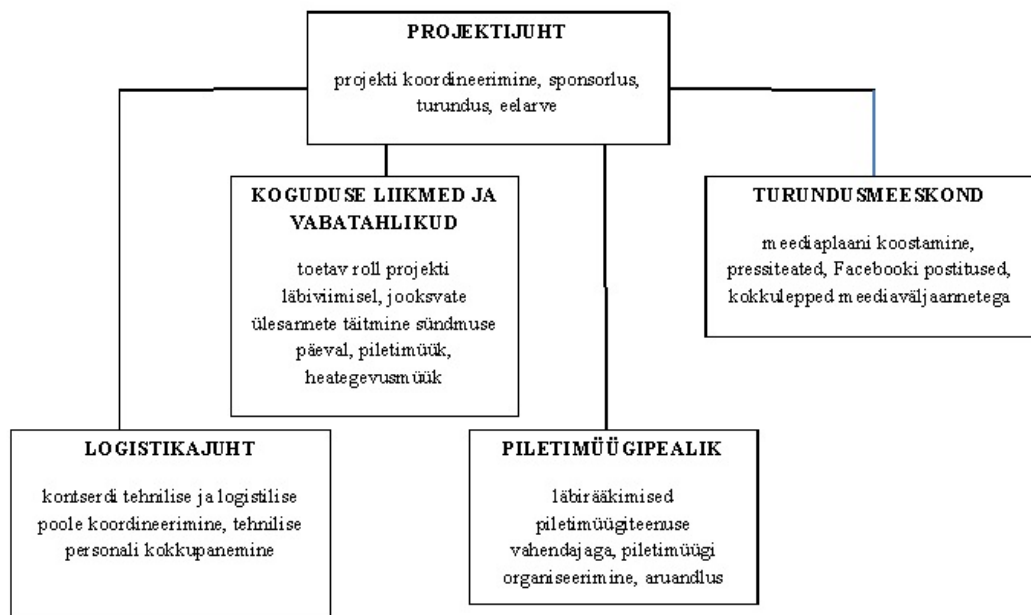 PROJEKTIJUHT
projekti koordineerimine, sponsorlus,
turundus, eelarve
KOGUDUSE LIIKMED JA
VABATAHLIKUD
toetav roll projekti
läbiviimisel, jooksvate
ülesannete täitmine sündmuse
päeval, piletimüük,
heategevusmüük
TURUNDUSMEESKOND
meediaplaani koostamine,
pressiteated, Facebooki postitused,
kokkulepped meediaväljaannetega
LOGISTIKAJUHT
kontserdi tehnilise ja logistilise
poole koordineerimine, tehnilise
personali kokkupanemine
PILETIMÜÜGIPEALIK
läbirääkimised
piletimüügiteenuse
vahendajaga, piletimüügi
organiseerimine, aruandlus